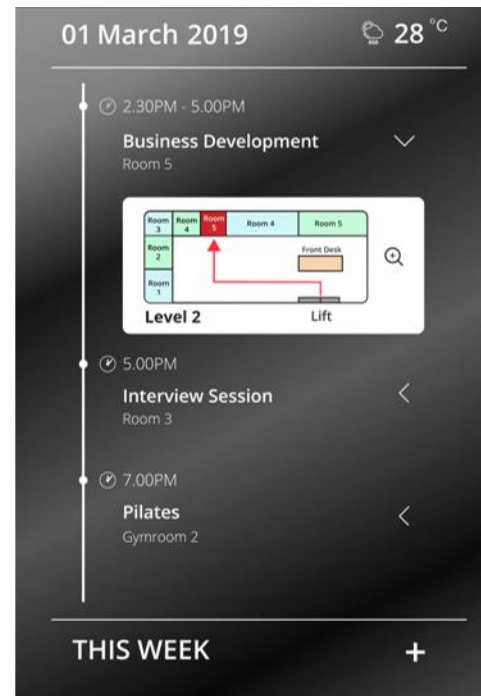 01 March 2019
28 °C
2.30PM - 5.00PM
Business Development
Room 5
Room 3
Room 4
Room 5
Room 4
Room 5
Room 2
Front Desk
Room 1
Level 2
Lift
5.00PM
Interview Session
Room 3
7.00PM
Pilates
Gymroom 2
THIS WEEK
+